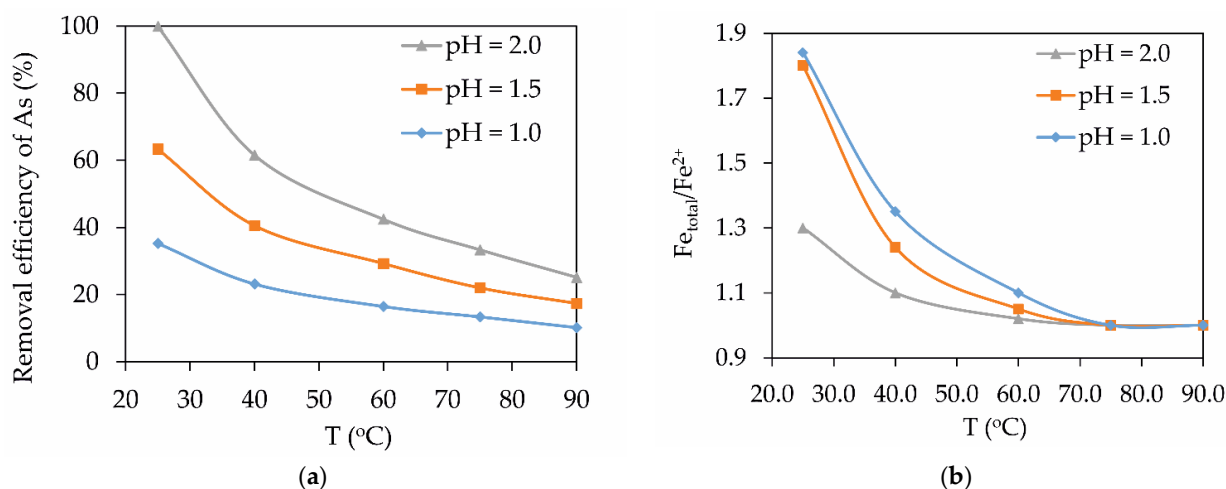 Removal efficiency of As (%)
100
80
60
40
20
0
20 30 40 50 60 70 80 90
T (°C)
pH = 2.0
pH = 1.5
pH = 1.0
(a)
Fe_total/Fe²⁺
1.9
1.7
1.5
1.3
1.1
0.9
20.0 30.0 40.0 50.0 60.0 70.0 80.0 90.0
T (°C)
pH = 2.0
pH = 1.5
pH = 1.0
(b)